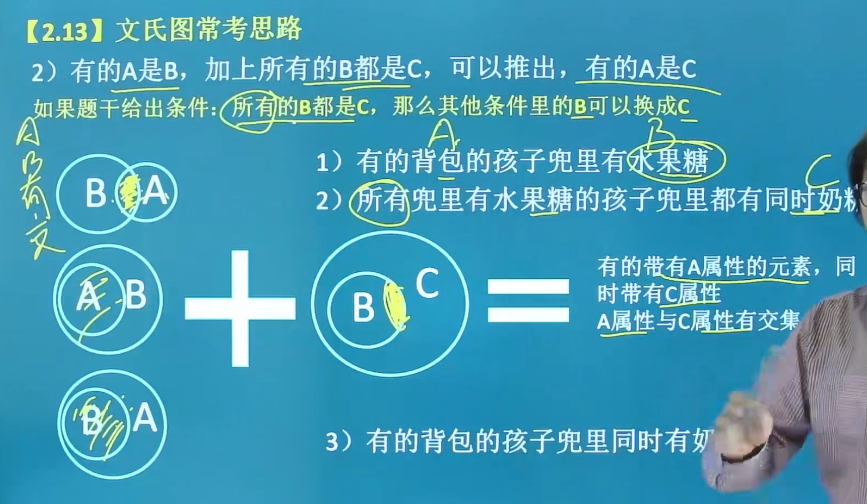 【2.13】文氏图常考思路
2）有的A是B，加上所有的B都是C，可以推出，有的A是C
如果题干给出条件：所有的B都是C，那么其他条件里的B可以换成C
A B C
A
B
有
交
1）有的背包的孩子兜里有水果糖
2）所有兜里有水果糖的孩子兜里都有同时奶糖
B A
A B
B A
+
B C
=
有的带有A属性的元素，同
时带有C属性
A属性与C属性有交集
3）有的背包的孩子兜里同时有奶